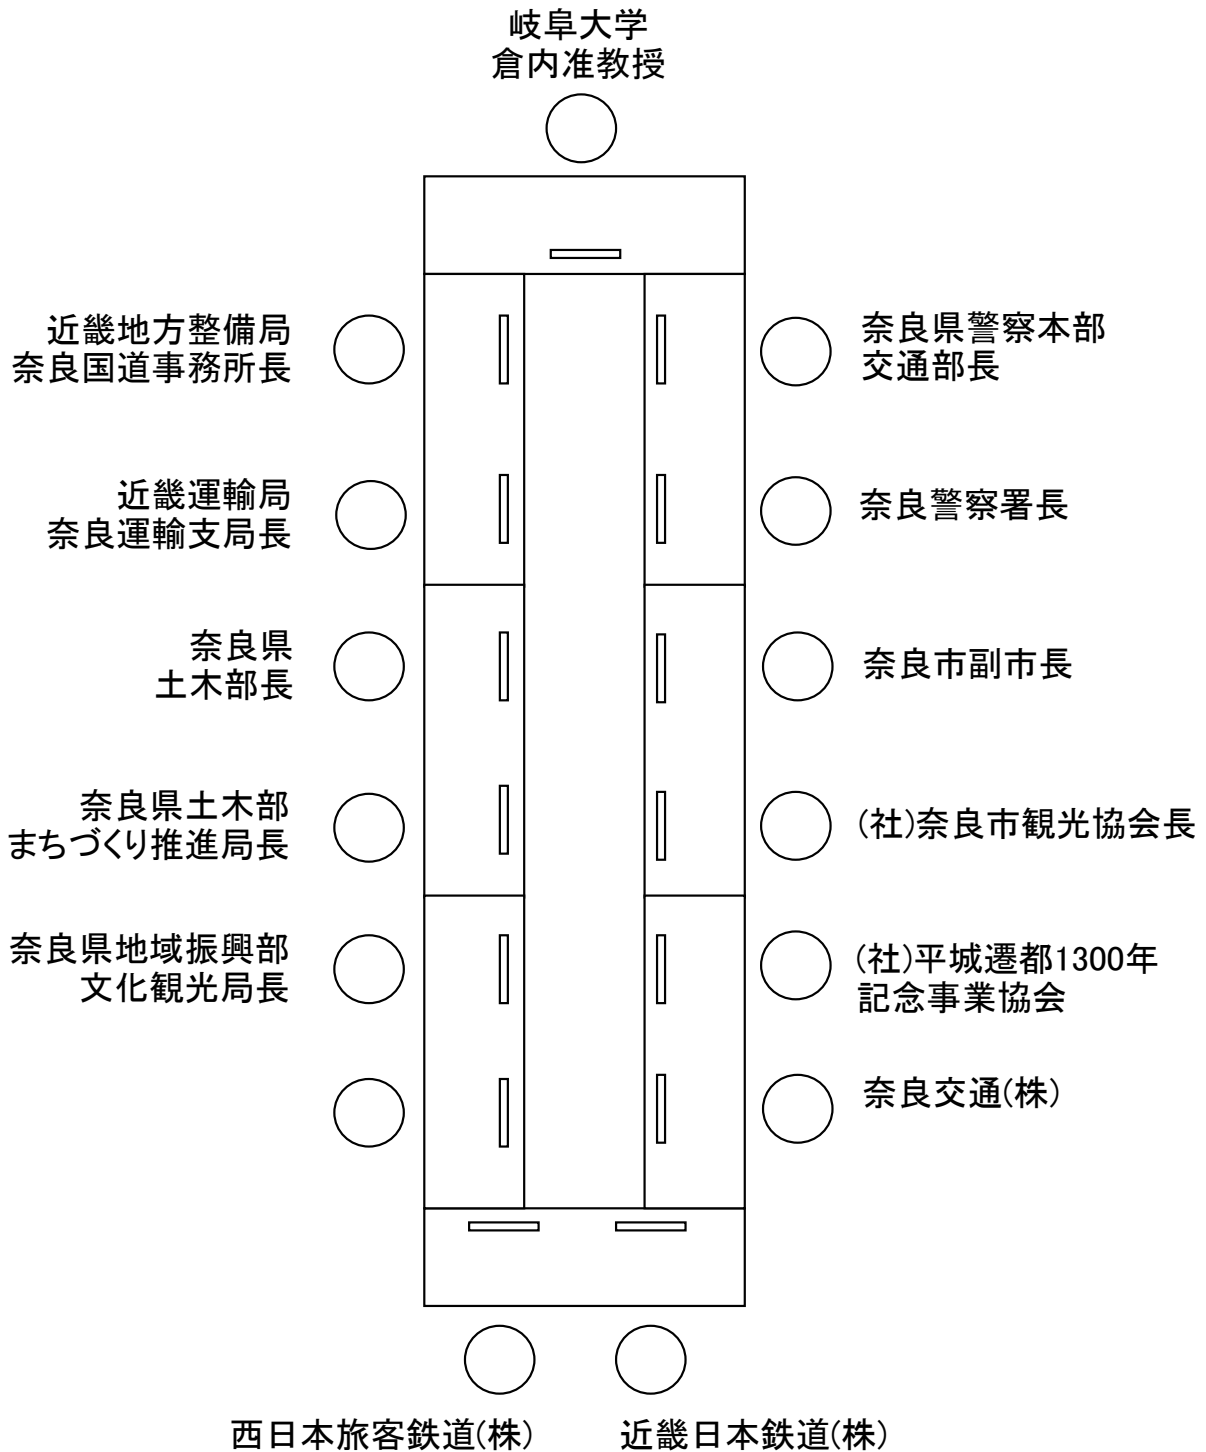 岐阜大学
倉内准教授
近畿地方整備局
奈良国道事務所長
奈良県警察本部
交通部長
近畿運輸局
奈良運輸支局長
奈良警察署長
奈良県
土木部長
奈良市副市長
奈良県土木部
まちづくり推進局長
(社)奈良市観光協会長
奈良県地域振興部
文化観光局長
(社)平城遷都1300年
記念事業協会
奈良交通(株)
西日本旅客鉄道(株)
近畿日本鉄道(株)